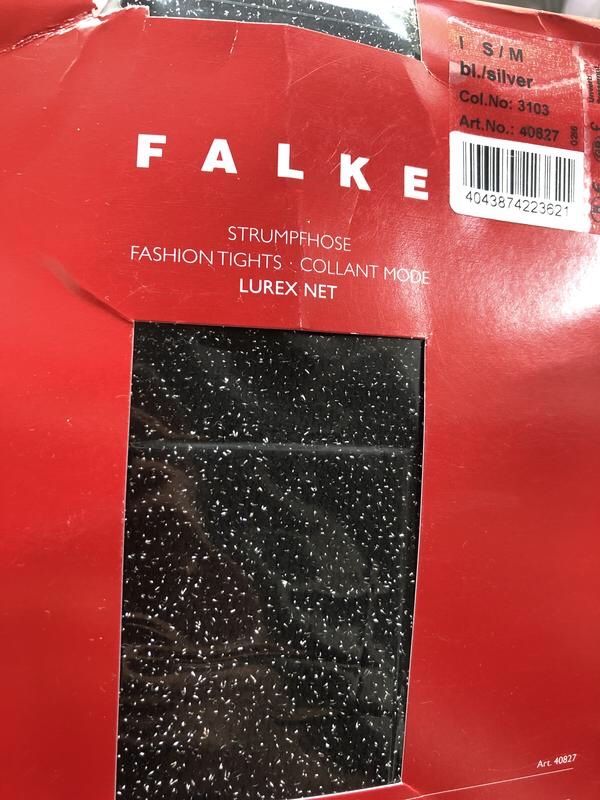 I S/M
bl./silver
Col.No: 3103
Art.No.: 40827
0286
4043874223621
FALKE
STRUMPFHOSE
FASHION TIGHTS · COLLANT MODE
LUREX NET
Art. 40827